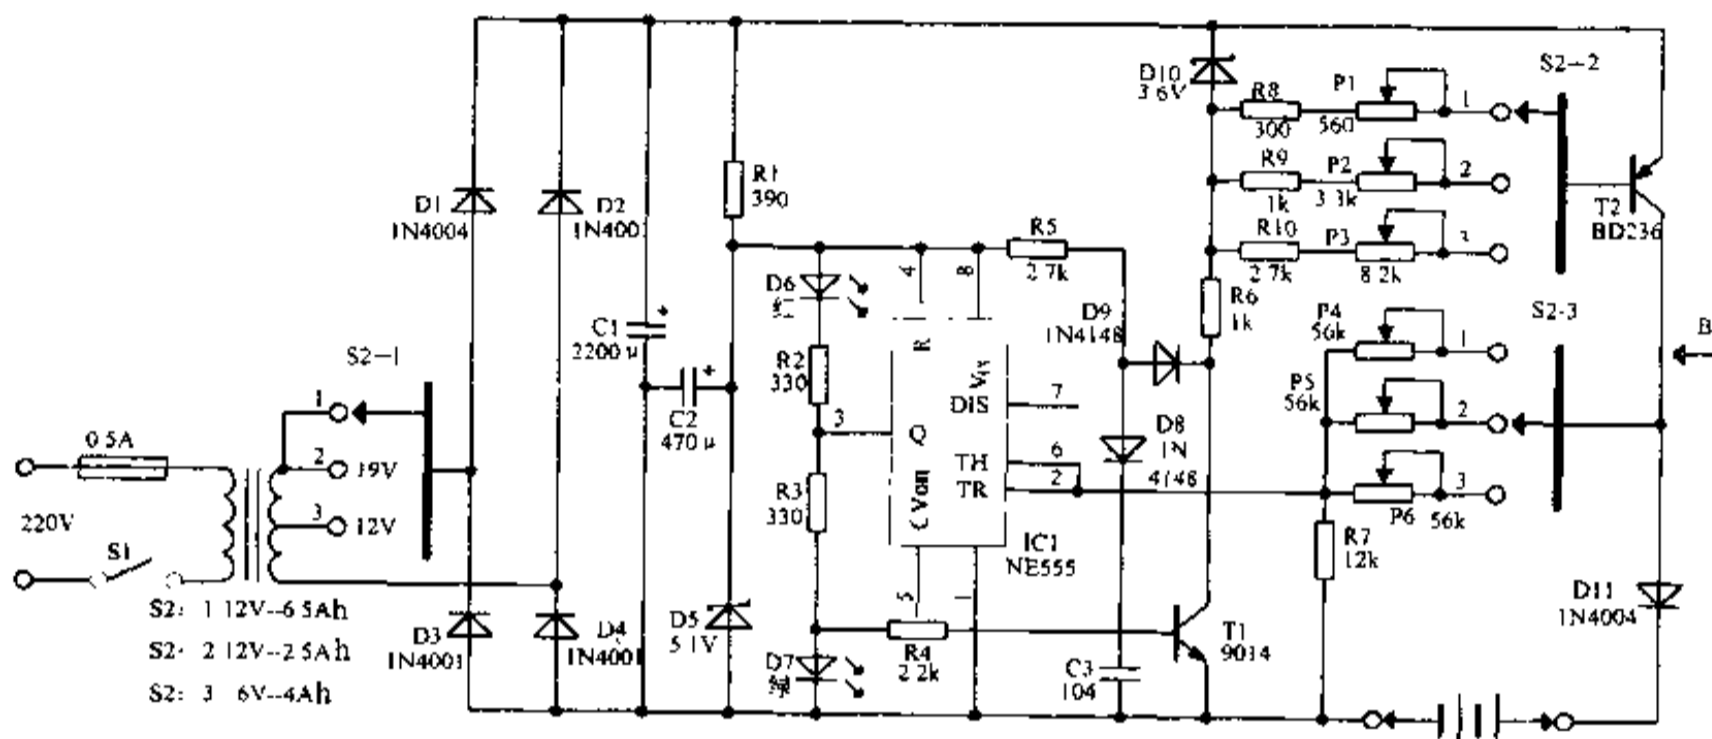 S2-1
0.5A
220V
S1
1
2
19V
3
12V
S2: 1 12V--6.5Ah
S2: 2 12V--2.5Ah
S2: 3 6V--4Ah
D1
1N4004
D2
1N4001
D3
1N4001
D4
1N4001
C1
2200μ
C2
470μ
R1
390
D5
5.1V
D6
红
R2
330
3
R3
330
D7
绿
R4
2.2k
4
8
R
VDD
DIS
7
Q
TH
6
TR
2
5
1
IC1
NE555
R5
2.7k
D9
1N4148
D8
1N
4148
C3
104
T1
9014
D10
3.6V
R6
1k
R8
300
P1
560
1
R9
1k
P2
3.3k
2
R10
2.7k
P3
8.2k
3
S2-2
T2
BD236
S2-3
P4
56k
1
P5
56k
2
P6
56k
3
R7
12k
D11
1N4004
B